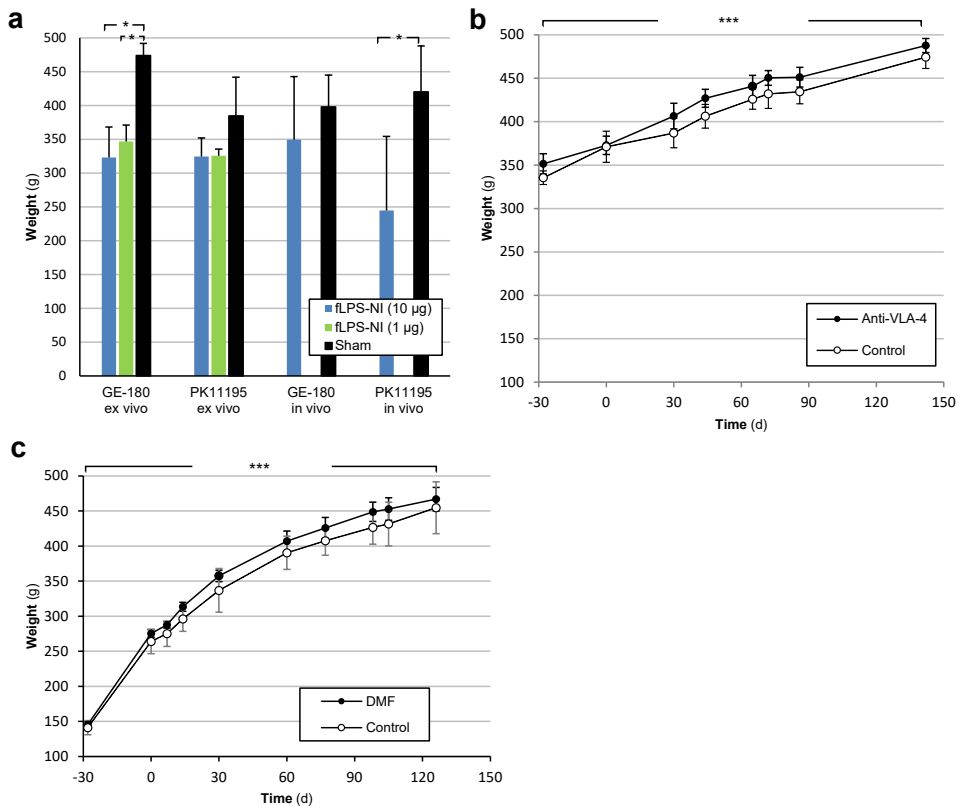 a
*
*
*
500
450
400
350
300
250
200
150
100
50
0
Weight (g)
fLPS-NI (10 µg)
fLPS-NI (1 µg)
Sham
GE-180
ex vivo
PK11195
ex vivo
GE-180
in vivo
PK11195
in vivo
b
***
500
450
400
350
300
250
200
150
100
Weight (g)
Anti-VLA-4
Control
-30 0 30 60 90 120 150
Time (d)
c
***
500
450
400
350
300
250
200
150
100
Weight (g)
DMF
Control
-30 0 30 60 90 120 150
Time (d)